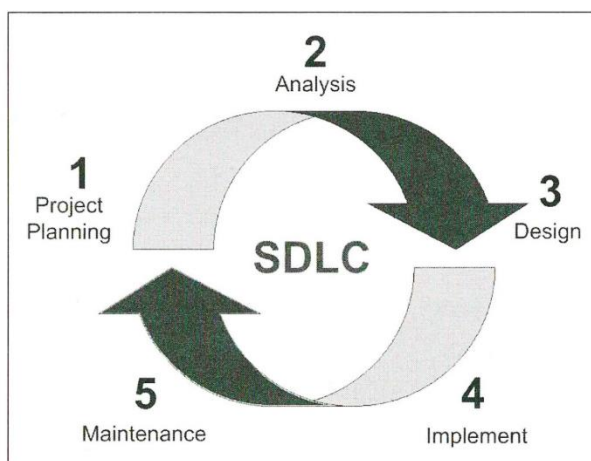 2
Analysis
1
Project
Planning
3
Design
SDLC
5
Maintenance
4
Implement